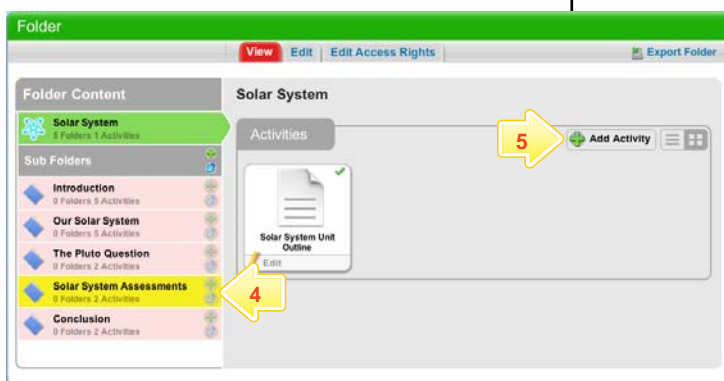 Folder
View Edit Edit Access Rights Export Folder
Folder Content
Solar System
5 Folders 1 Activities
Sub Folders
Introduction
0 Folders 5 Activities
Our Solar System
0 Folders 5 Activities
The Pluto Question
0 Folders 2 Activities
Solar System Assessments
0 Folders 2 Activities
Conclusion
0 Folders 2 Activities
4
Solar System
Activities
5
Add Activity
Solar System Unit
Outline
Edit